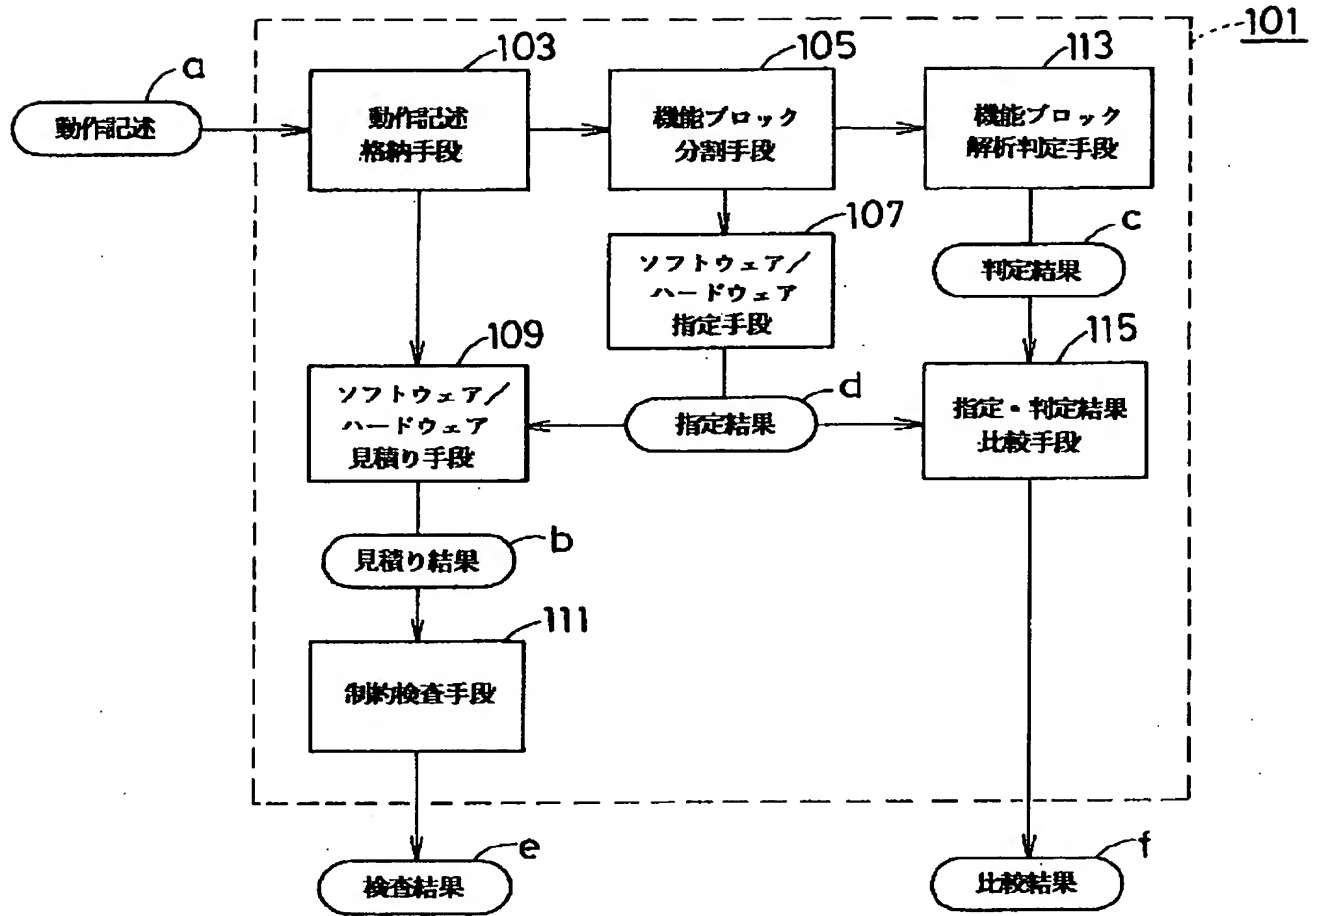 101
103
105
113
a
動作記述
動作記述
格納手段
機能ブロック
分割手段
機能ブロック
解析判定手段
107
c
ソフトウェア/
ハードウェア
指定手段
判定結果
109
115
d
ソフトウェア/
ハードウェア
見積り手段
指定結果
指定・判定結果
比較手段
b
見積り結果
111
制約検査手段
e
検査結果
f
比較結果